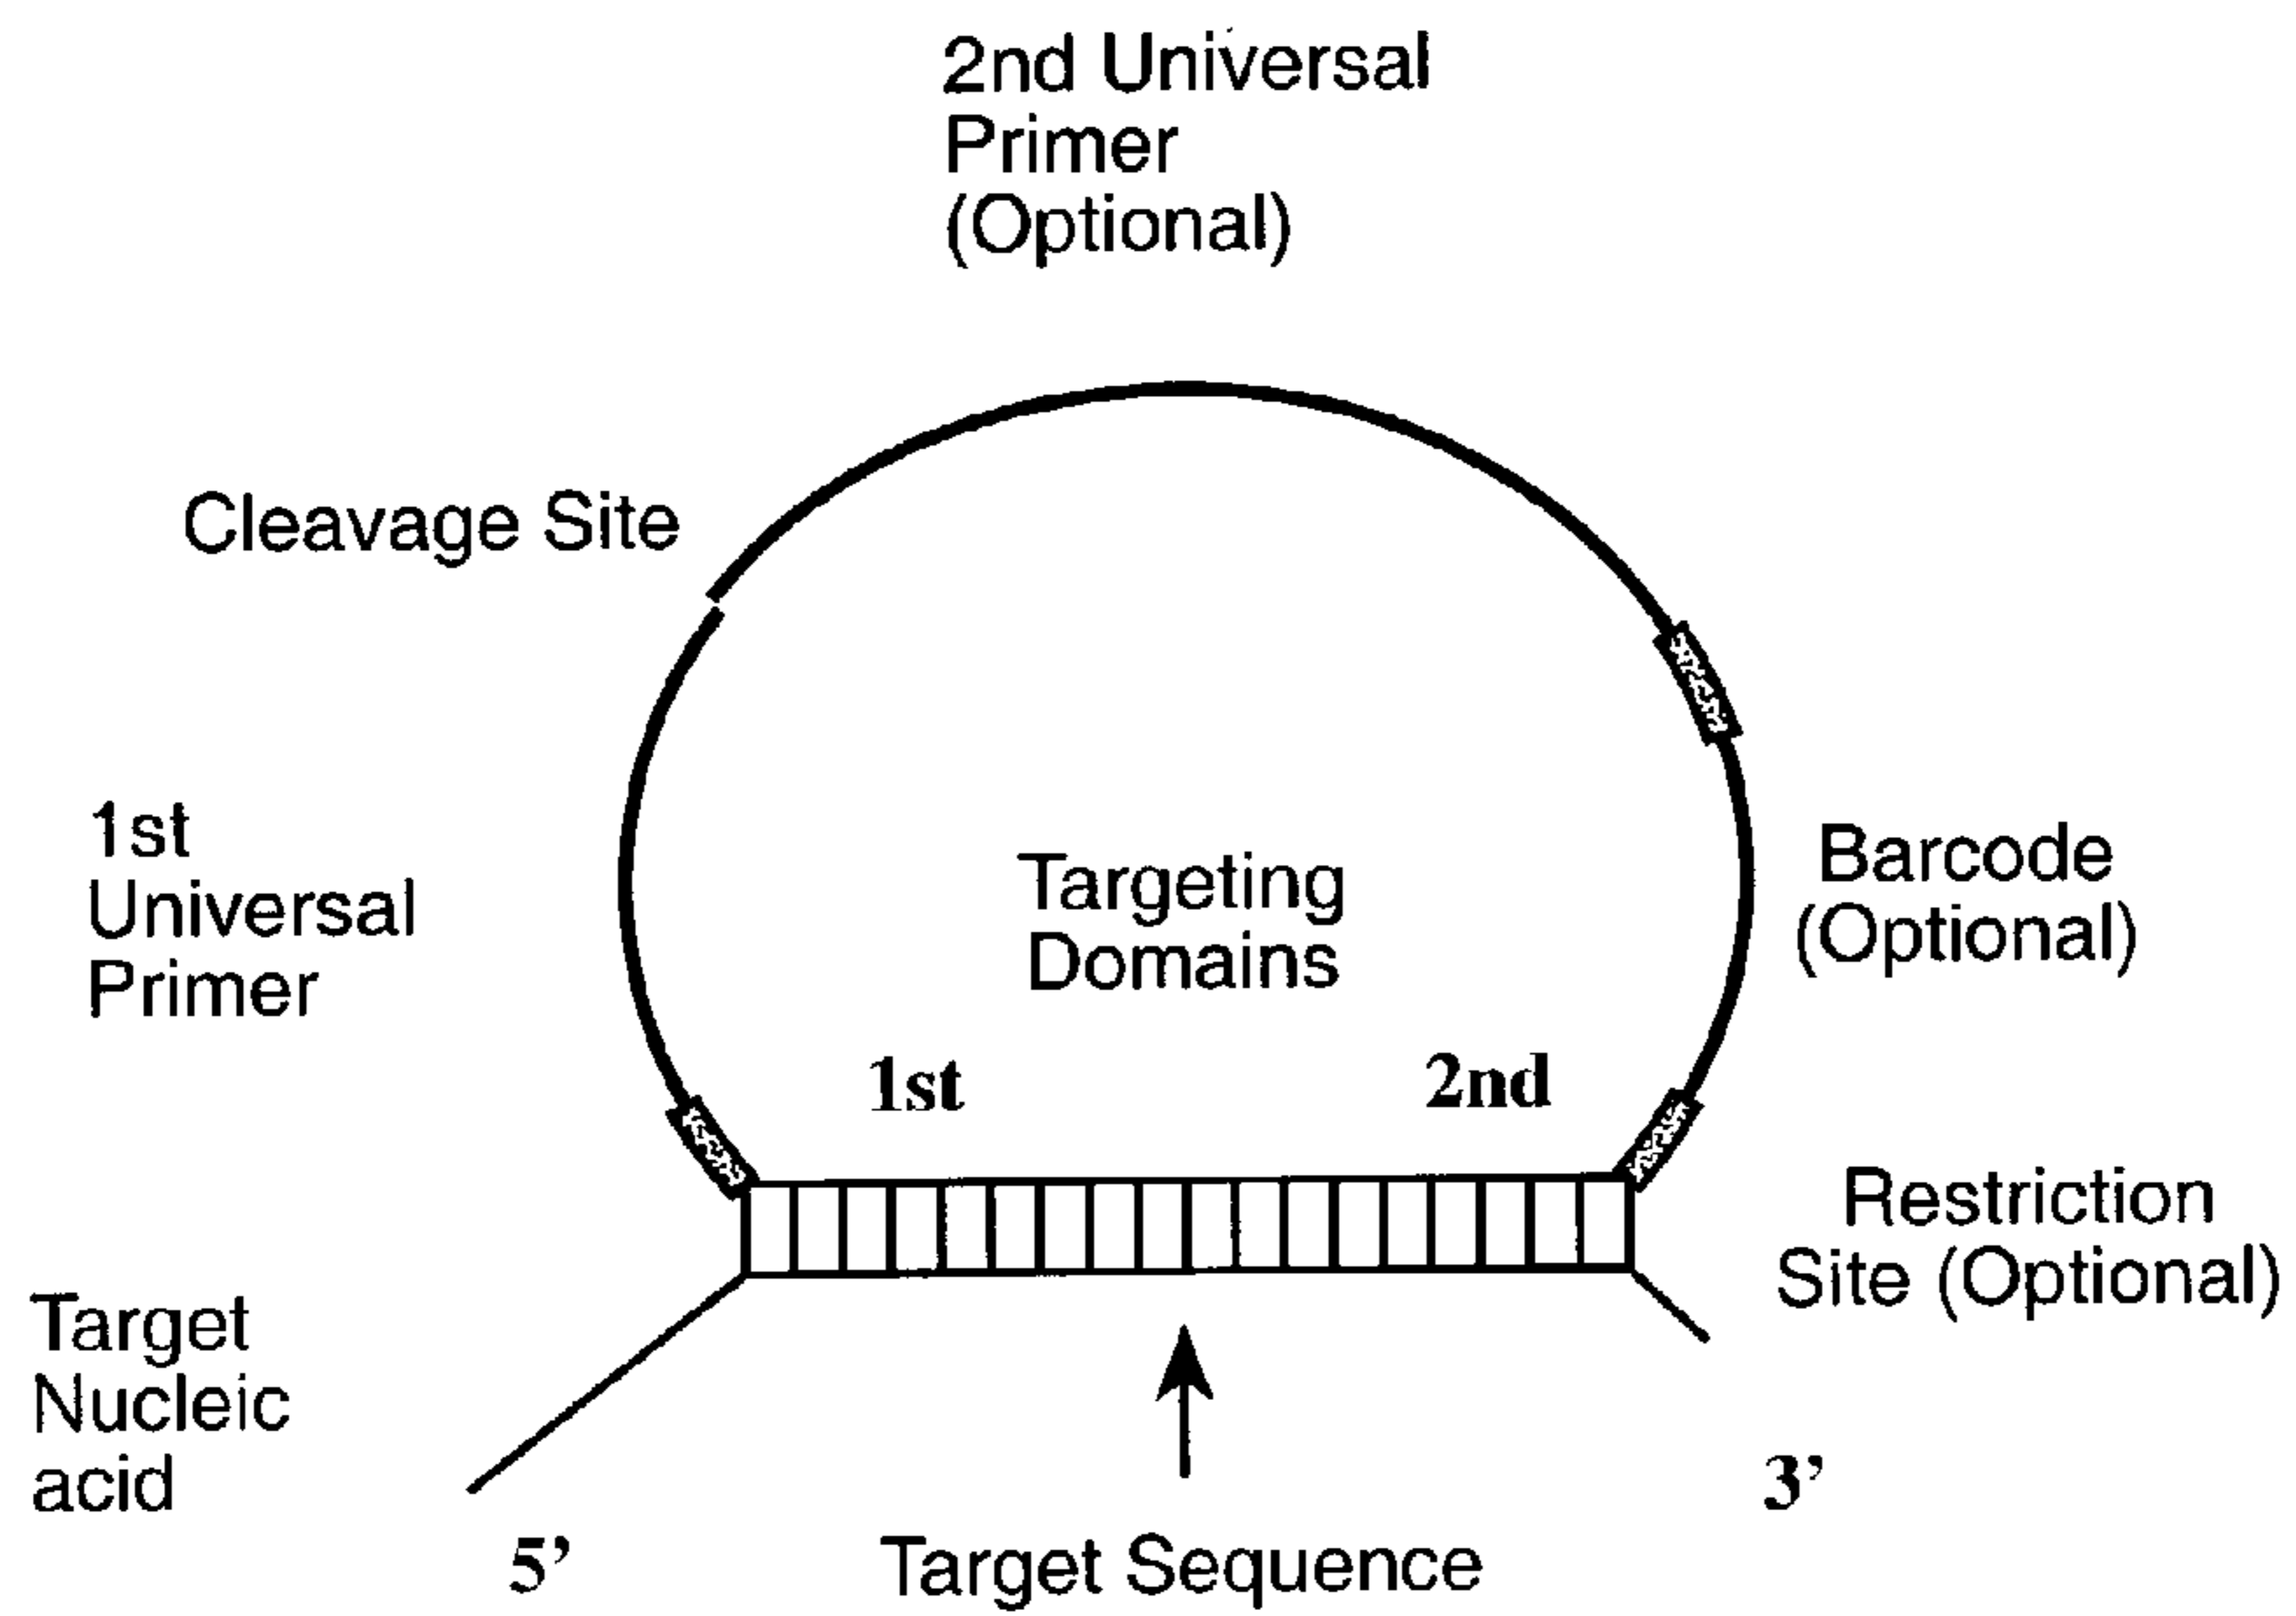 2nd Universal
Primer
(Optional)
Cleavage Site
1st
Universal
Primer
Targeting
Domains
Barcode
(Optional)
1st
2nd
Restriction
Site (Optional)
Target
Nucleic
acid
5’
Target Sequence
3’